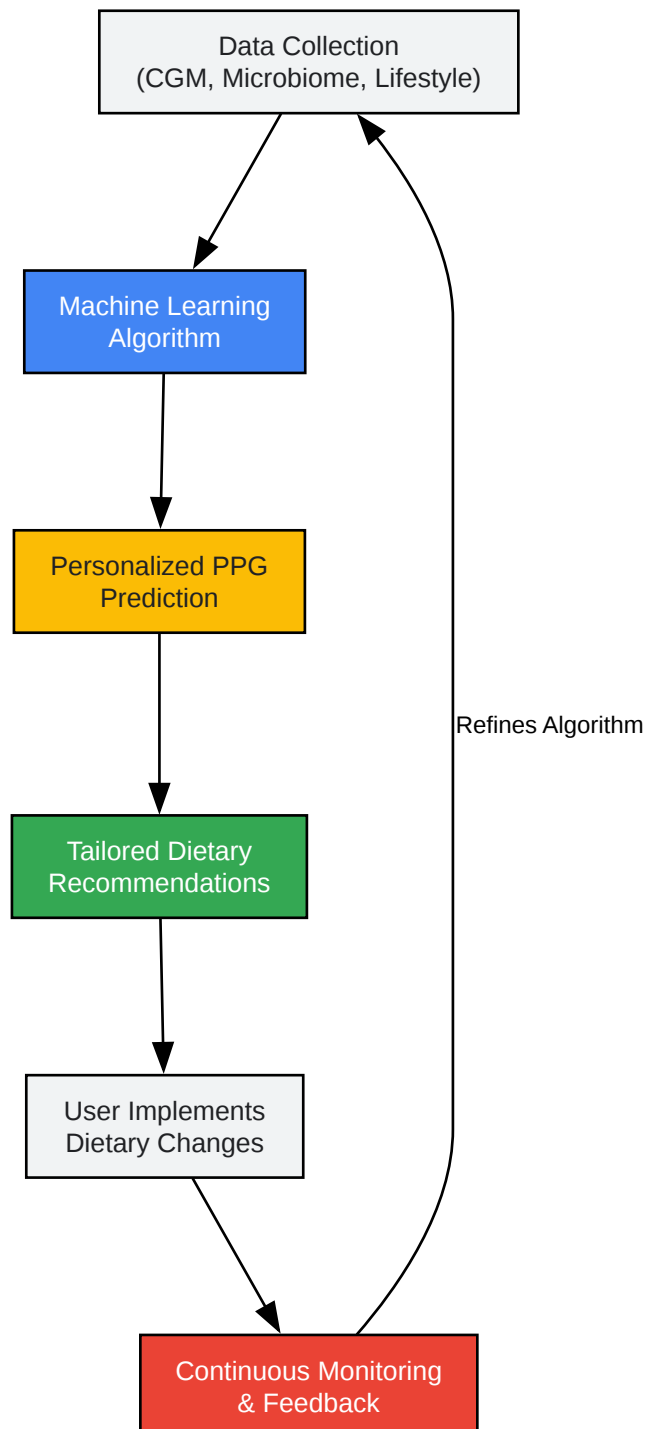 Data Collection
(CGM, Microbiome, Lifestyle)
Machine Learning
Algorithm
Personalized PPG
Prediction
Refines Algorithm
Tailored Dietary
Recommendations
User Implements
Dietary Changes
Continuous Monitoring
& Feedback